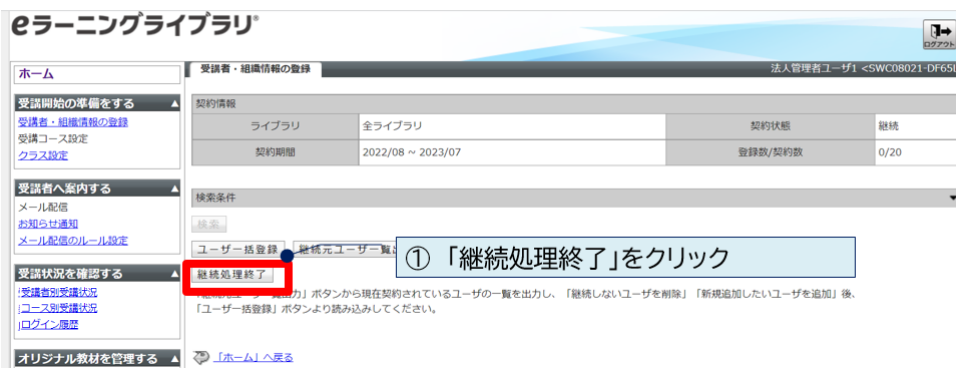 eラーニングライブラリ®
ログアウト
ホーム
受講者・組織情報の登録
法人管理者ユーザ1 <SWC08021-DF65
受講開始の準備をする ▲
受講者・組織情報の登録
受講コース設定
クラス設定
契約情報
ライブラリ 全ライブラリ 契約状態 継続
契約期間 2022/08 ~ 2023/07 登録数/契約数 0/20
受講者へ案内する ▲
メール配信
お知らせ通知
メール配信のルール設定
検索条件 ▼
検索
ユーザー括登録 継続元ユーザー覧
① 「継続処理終了」をクリック
継続処理終了
ボタンから現在契約されているユーザの一覧を出力し、「継続しないユーザを削除」「新規追加したいユーザを追加」後、
「ユーザー括登録」ボタンより読み込みしてください。
受講状況を確認する ▲
受講者別受講状況
コース別受講状況
ログイン履歴
オリジナル教材を管理する ▲
「ホーム」へ戻る